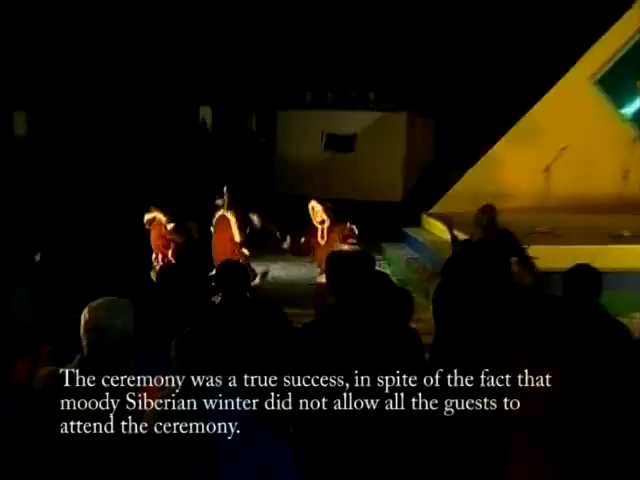 The ceremony was a true success, in spite of the fact that
moody Siberian winter did not allow all the guests to
attend the ceremony.